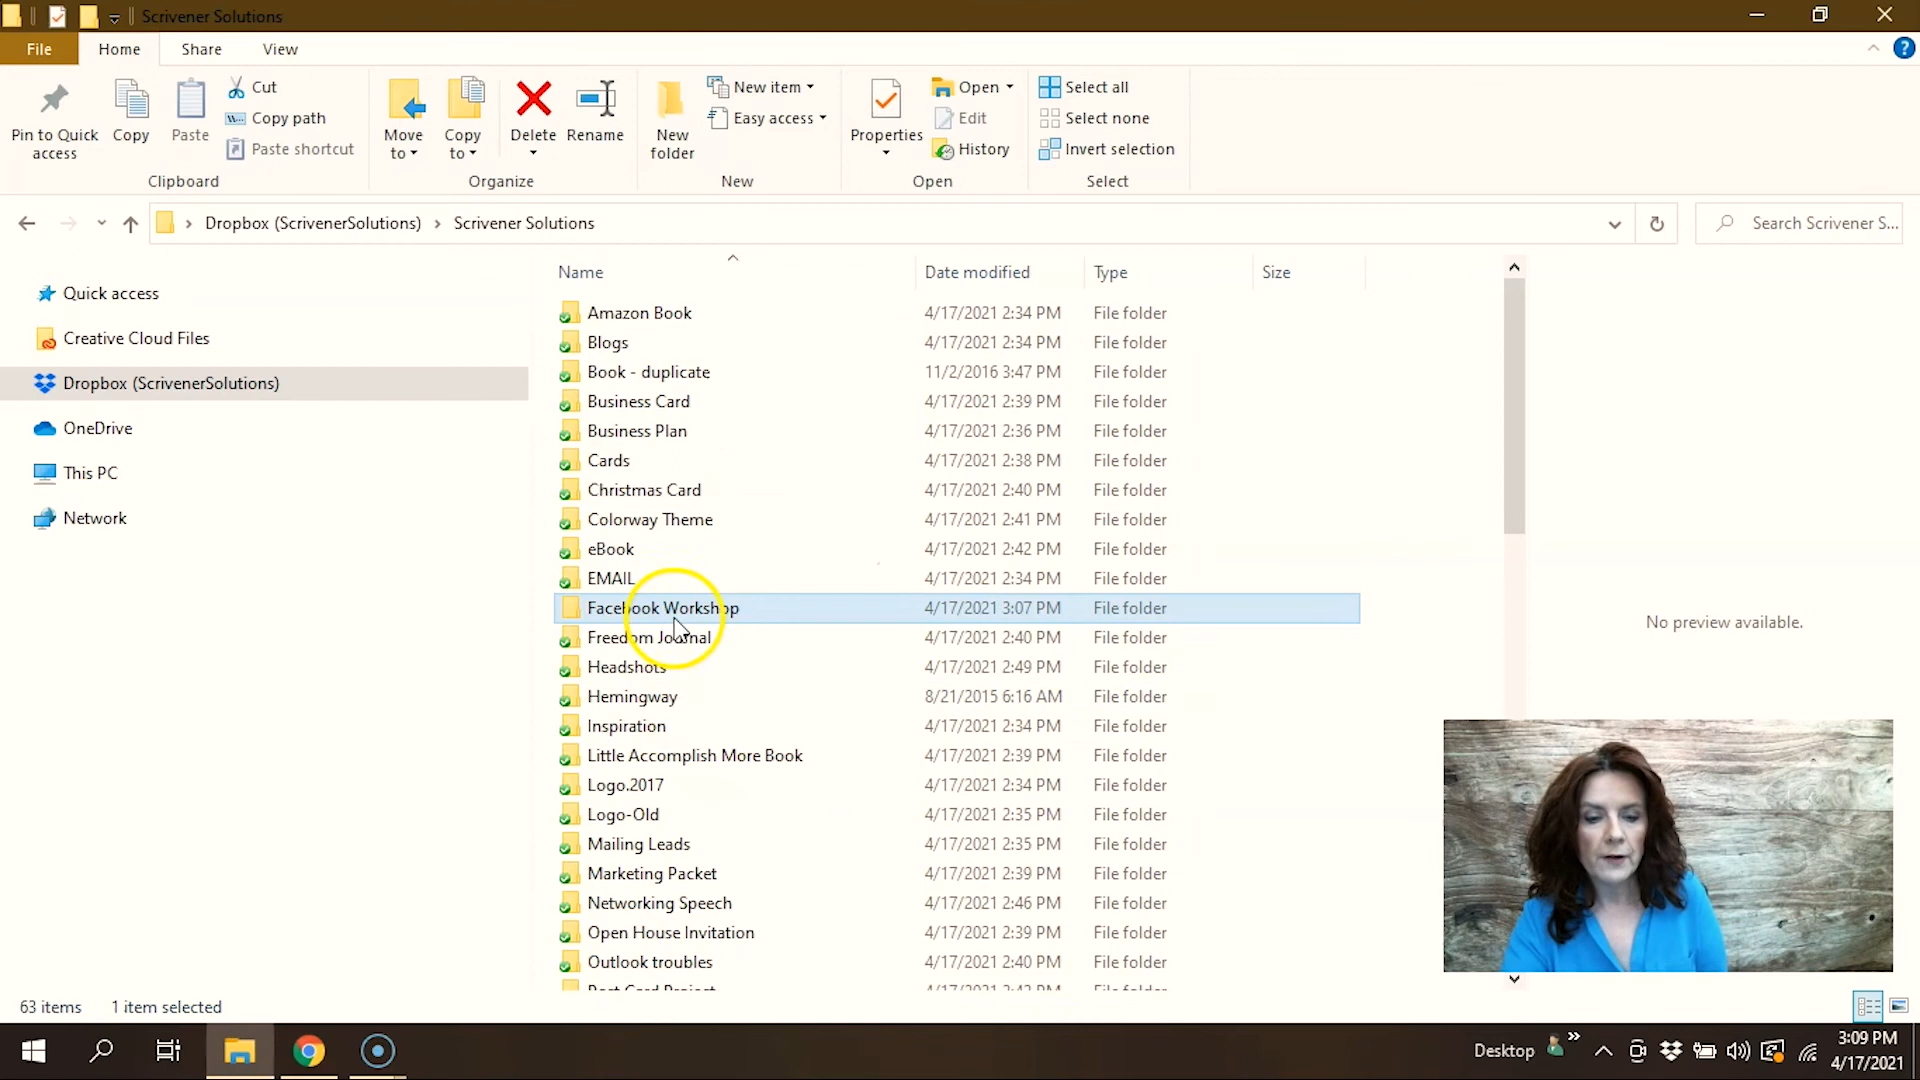 Scrivener Solutions
File Home Share View
Pin to Quick access
Copy
Paste
Cut
Copy path
Paste shortcut
Clipboard
Move to
Copy to
Delete
Rename
Organize
New folder
New item
Easy access
New
Properties
Open
Edit
History
Open
Select all
Select none
Invert selection
Select
Dropbox (ScrivenerSolutions) Scrivener Solutions
Search Scrivener S...
Quick access
Creative Cloud Files
Dropbox (ScrivenerSolutions)
OneDrive
This PC
Network
Name Date modified Type Size
Amazon Book 4/17/2021 2:34 PM File folder
Blogs 4/17/2021 2:34 PM File folder
Book - duplicate 11/2/2016 3:47 PM File folder
Business Card 4/17/2021 2:39 PM File folder
Business Plan 4/17/2021 2:36 PM File folder
Cards 4/17/2021 2:38 PM File folder
Christmas Card 4/17/2021 2:40 PM File folder
Colorway Theme 4/17/2021 2:41 PM File folder
eBook 4/17/2021 2:42 PM File folder
EMAIL 4/17/2021 2:34 PM File folder
Facebook Workshop 4/17/2021 3:07 PM File folder
Freedom Journal 4/17/2021 2:40 PM File folder
Headshots 4/17/2021 2:49 PM File folder
Hemingway 8/21/2015 6:16 AM File folder
Inspiration 4/17/2021 2:34 PM File folder
Little Accomplish More Book 4/17/2021 2:39 PM File folder
Logo.2017 4/17/2021 2:34 PM File folder
Logo-Old 4/17/2021 2:35 PM File folder
Mailing Leads 4/17/2021 2:35 PM File folder
Marketing Packet 4/17/2021 2:39 PM File folder
Networking Speech 4/17/2021 2:46 PM File folder
Open House Invitation 4/17/2021 2:39 PM File folder
Outlook troubles 4/17/2021 2:40 PM File folder
No preview available.
63 items 1 item selected
Desktop
3:09 PM
4/17/2021